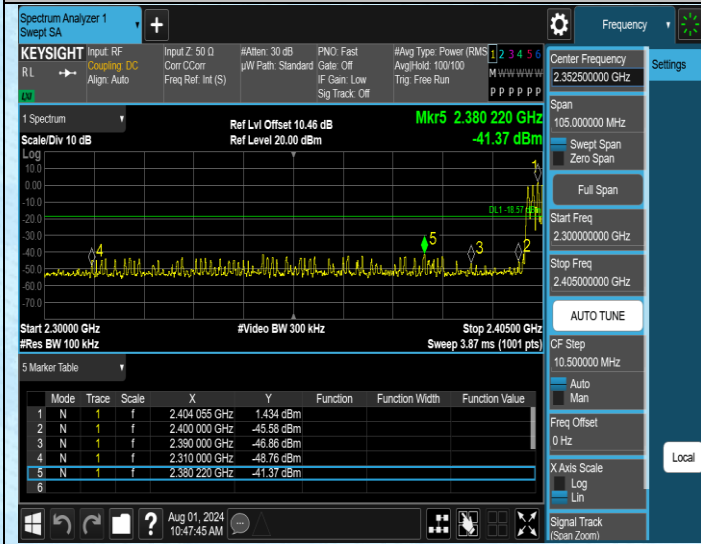 Spectrum Analyzer 1
Swept SA
Frequency
KEYSIGHT
RL
LXI
Input: RF
Coupling: DC
Align: Auto
Input Z: 50 Ω
Corr CCorr
Freq Ref: Int (S)
#Atten: 30 dB
µW Path: Standard
PNO: Fast
Gate: Off
IF Gain: Low
Sig Track: Off
#Avg Type: Power (RMS
Avg|Hold: 100/100
Trig: Free Run
1 2 3 4 5 6
M W W W W W
P P P P P P
1 Spectrum
Scale/Div 10 dB
Ref Lvl Offset 10.46 dB
Ref Level 20.00 dBm
Mkr5 2.380 220 GHz
-41.37 dBm
Log
10.0
0.00
-10.0
-20.0
-30.0
-40.0
-50.0
-60.0
-70.0
1
DL1 -18.57 dBm
5
4
3
2
Start 2.30000 GHz
#Video BW 300 kHz
Stop 2.40500 GHz
#Res BW 100 kHz
Sweep 3.87 ms (1001 pts)
5 Marker Table
Mode Trace Scale X Y Function Function Width Function Value
1 N 1 f 2.404 055 GHz 1.434 dBm
2 N 1 f 2.400 000 GHz -45.58 dBm
3 N 1 f 2.390 000 GHz -46.86 dBm
4 N 1 f 2.310 000 GHz -48.76 dBm
5 N 1 f 2.380 220 GHz -41.37 dBm
6
Aug 01, 2024
10:47:45 AM
Center Frequency
2.352500000 GHz
Settings
Span
105.000000 MHz
Swept Span
Zero Span
Full Span
Start Freq
2.300000000 GHz
Stop Freq
2.405000000 GHz
AUTO TUNE
CF Step
10.500000 MHz
Auto
Man
Freq Offset
0 Hz
Local
X Axis Scale
Log
Lin
Signal Track
(Span Zoom)